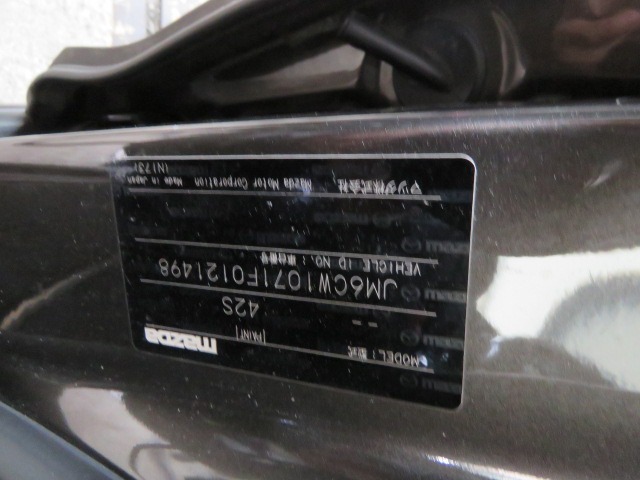 mazda
MODEL:型式
[PAINT]
--
42S
JM6CW1071F0121498
VEHICLE ID NO.:車台番号
マツダ株式会社
Mazda Motor Corporation Made in Japan